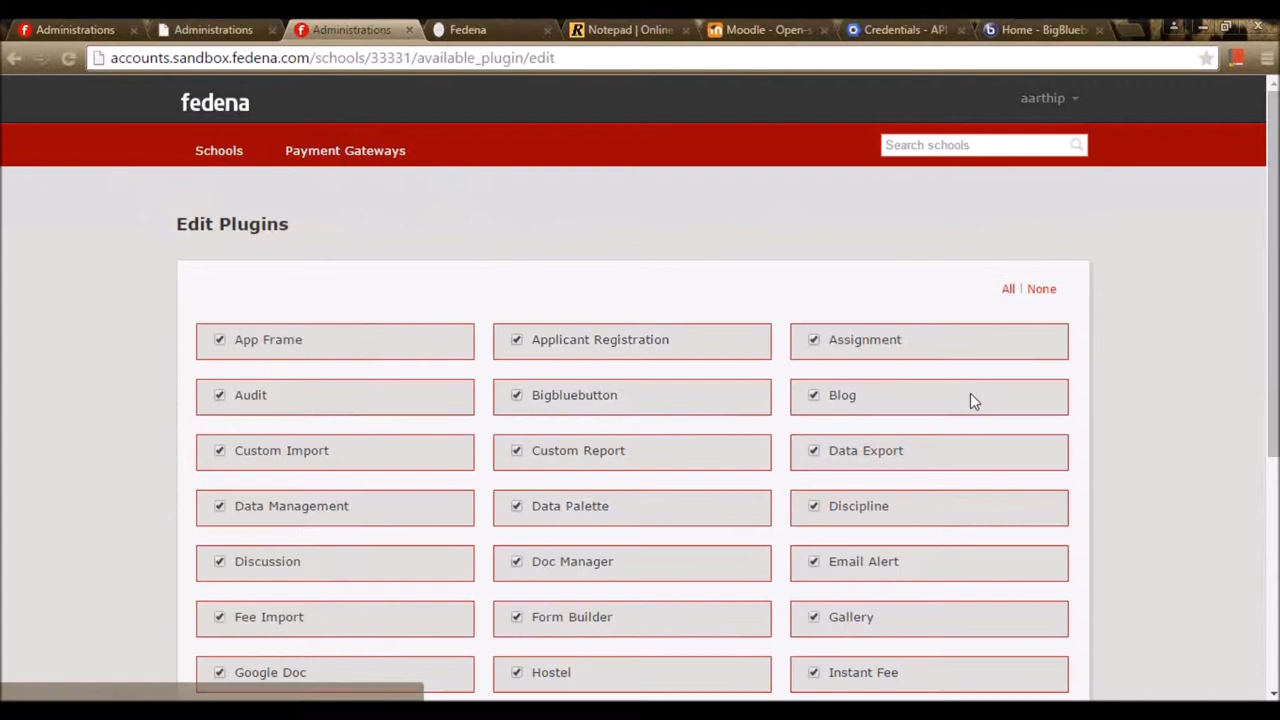 Administrations Administrations Administrations Fedena Notepad | Online Moodle - Open-s Credentials - API Home - BigBlueb
accounts.sandbox.fedena.com/schools/33331/available_plugin/edit
fedena aarthip
Schools Payment Gateways Search schools
Edit Plugins
All | None
App Frame Applicant Registration Assignment
Audit Bigbluebutton Blog
Custom Import Custom Report Data Export
Data Management Data Palette Discipline
Discussion Doc Manager Email Alert
Fee Import Form Builder Gallery
Google Doc Hostel Instant Fee